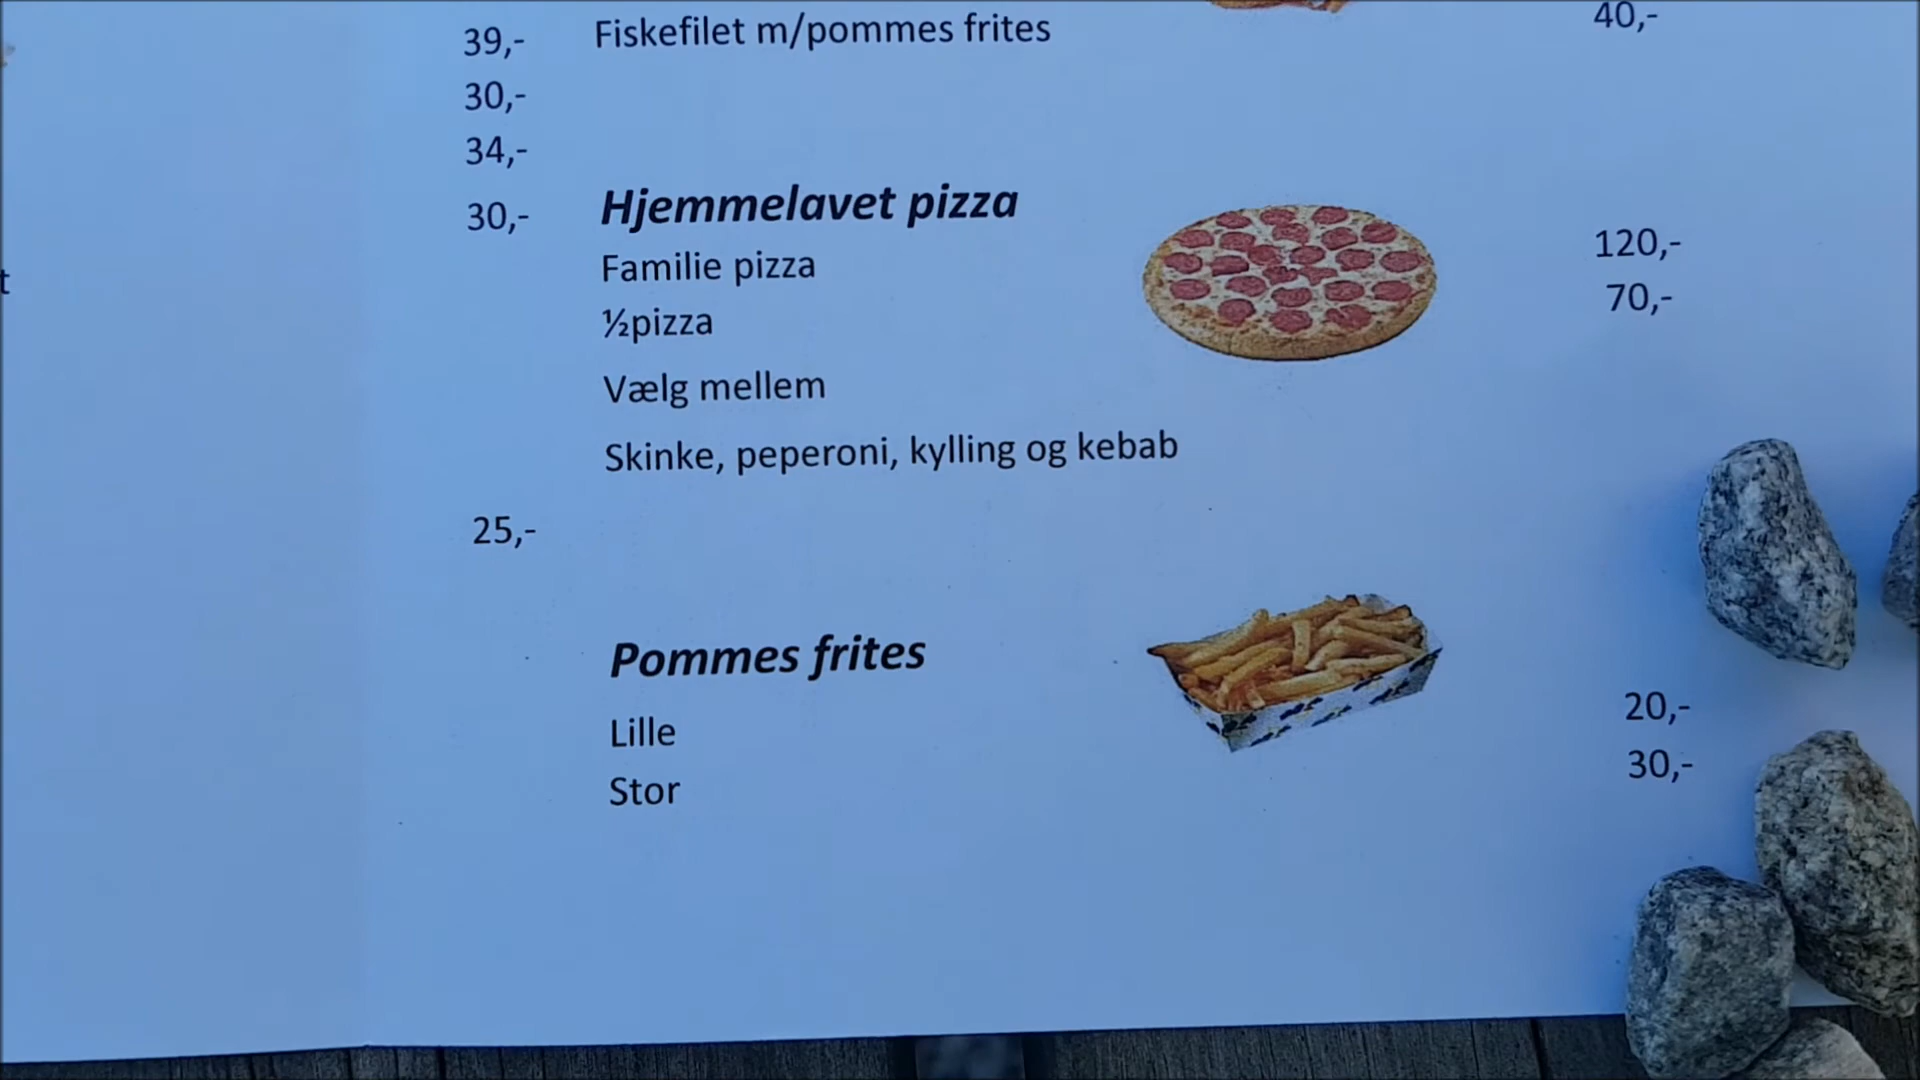 39,-
30,-
34,-
30,-
25,-
Fiskefilet m/pommes frites 40,-
Hjemmelavet pizza
Familie pizza 120,-
½pizza 70,-
Vælg mellem
Skinke, peperoni, kylling og kebab
Pommes frites
Lille 20,-
Stor 30,-